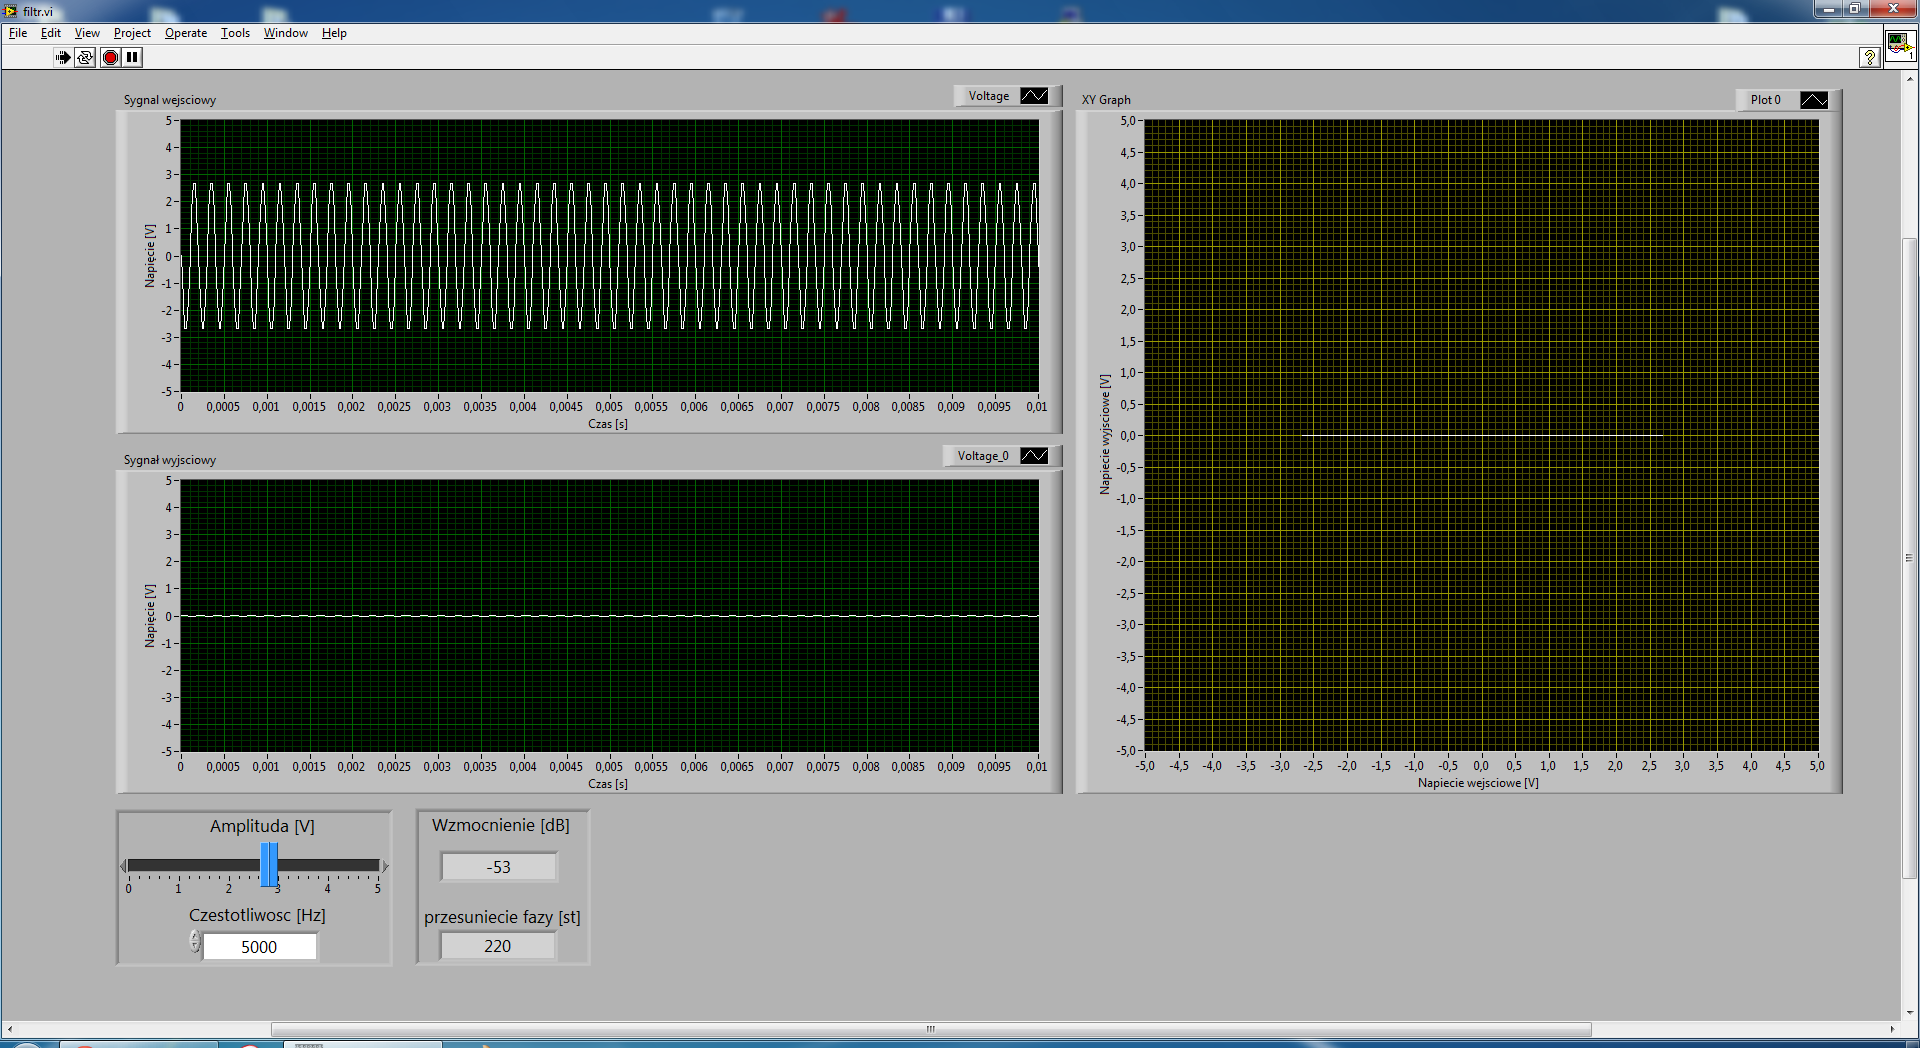 filtr.vi
File Edit View Project Operate Tools Window Help
?
1
Sygnal wejsciowy
Voltage
5
4
3
2
1
0
-1
-2
-3
-4
-5
Napięcie [V]
0 0,0005 0,001 0,0015 0,002 0,0025 0,003 0,0035 0,004 0,0045 0,005 0,0055 0,006 0,0065 0,007 0,0075 0,008 0,0085 0,009 0,0095 0,01
Czas [s]
Sygnał wyjsciowy
Voltage_0
5
4
3
2
1
0
-1
-2
-3
-4
-5
Napięcie [V]
0 0,0005 0,001 0,0015 0,002 0,0025 0,003 0,0035 0,004 0,0045 0,005 0,0055 0,006 0,0065 0,007 0,0075 0,008 0,0085 0,009 0,0095 0,01
Czas [s]
XY Graph
Plot 0
5,0
4,5
4,0
3,5
3,0
2,5
2,0
1,5
1,0
0,5
0,0
-0,5
-1,0
-1,5
-2,0
-2,5
-3,0
-3,5
-4,0
-4,5
-5,0
Napiecie wyjsciowe [V]
-5,0 -4,5 -4,0 -3,5 -3,0 -2,5 -2,0 -1,5 -1,0 -0,5 0,0 0,5 1,0 1,5 2,0 2,5 3,0 3,5 4,0 4,5 5,0
Napiecie wejsciowe [V]
Amplituda [V]
0 1 2 3 4 5
Czestotliwosc [Hz]
5000
Wzmocnienie [dB]
-53
przesuniecie fazy [st]
220